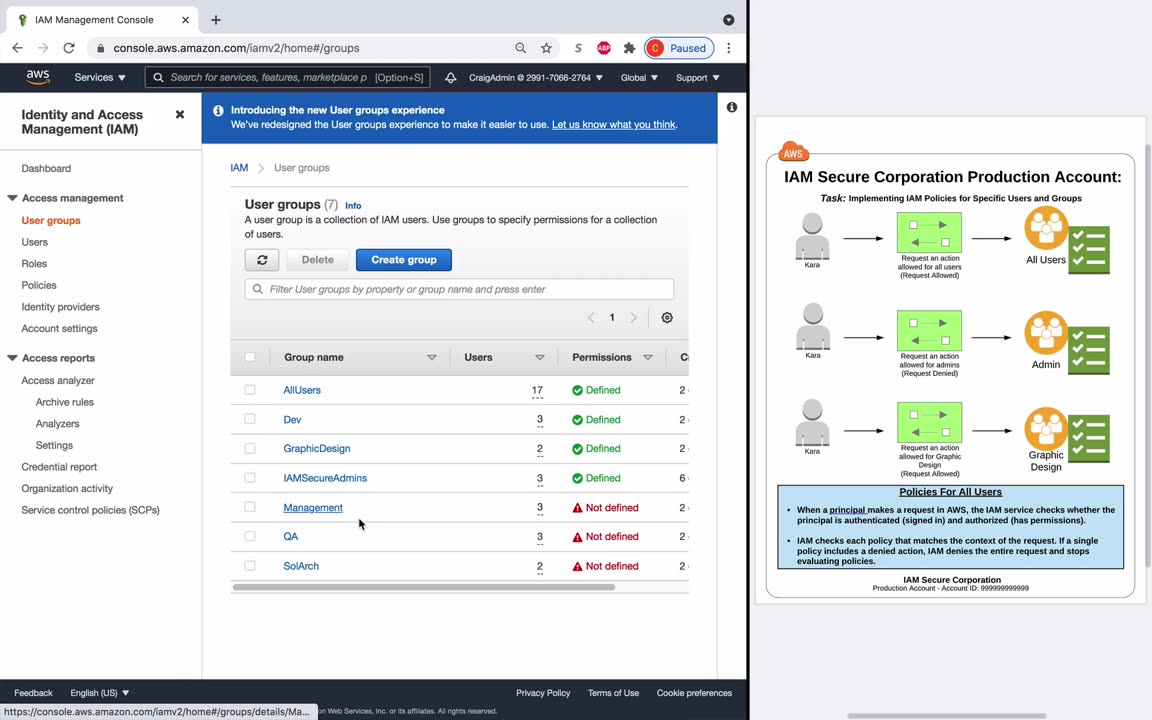 IAM Management Console
console.aws.amazon.com/iamv2/home#/groups
S
ABP
C Paused
aws
Services
Search for services, features, marketplace p [Option+S]
CraigAdmin @ 2991-7066-2764
Global
Support
Identity and Access
Management (IAM)
Dashboard
Access management
User groups
Users
Roles
Policies
Identity providers
Account settings
Access reports
Access analyzer
Archive rules
Analyzers
Settings
Credential report
Organization activity
Service control policies (SCPs)
Introducing the new User groups experience
We've redesigned the User groups experience to make it easier to use. Let us know what you think.
IAM > User groups
User groups (7) Info
A user group is a collection of IAM users. Use groups to specify permissions for a collection
of users.
Delete
Create group
Filter User groups by property or group name and press enter
1
Group name Users Permissions C
AllUsers 17 Defined 2
Dev 3 Defined 2
GraphicDesign 2 Defined 2
IAMSecureAdmins 3 Defined 6
Management 3 Not defined 2
QA 3 Not defined 2
SolArch 2 Not defined 2
Feedback
English (US)
Privacy Policy
Terms of Use
Cookie preferences
https://console.aws.amazon.com/iamv2/home#/groups/details/Ma...
on Web Services, Inc. or its affiliates. All rights reserved.
AWS
IAM Secure Corporation Production Account:
Task: Implementing IAM Policies for Specific Users and Groups
Kara
Request an action
allowed for all users
(Request Allowed)
All Users
Kara
Request an action
allowed for admins
(Request Denied)
Admin
Kara
Request an action
allowed for Graphic
Design
(Request Allowed)
Graphic
Design
Policies For All Users
• When a principal makes a request in AWS, the IAM service checks whether the
principal is authenticated (signed in) and authorized (has permissions).
• IAM checks each policy that matches the context of the request. If a single
policy includes a denied action, IAM denies the entire request and stops
evaluating policies.
IAM Secure Corporation
Production Account - Account ID: 999999999999